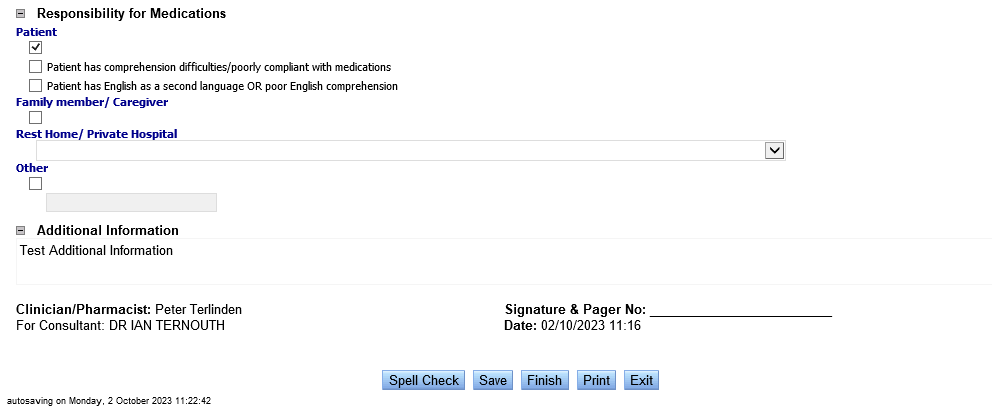 Responsibility for Medications
Patient
Patient has comprehension difficulties/poorly compliant with medications
Patient has English as a second language OR poor English comprehension
Family member/ Caregiver
Rest Home/ Private Hospital
Other
Additional Information
Test Additional Information
Clinician/Pharmacist: Peter Terlinden
Signature & Pager No:
For Consultant: DR IAN TERNOUTH
Date: 02/10/2023 11:16
Spell Check Save Finish Print Exit
autosaving on Monday, 2 October 2023 11:22:42